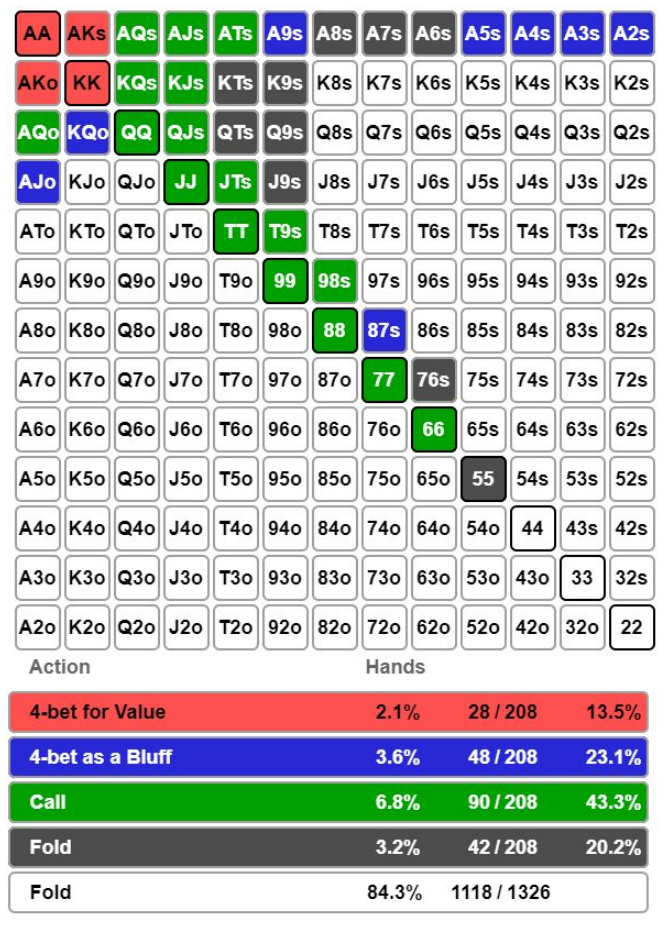 AA AKs AQs AJs ATs A9s A8s A7s A6s A5s A4s A3s A2s
AKo KK KQs KJs KTs K9s K8s K7s K6s K5s K4s K3s K2s
AQo KQo QQ QJs QTs Q9s Q8s Q7s Q6s Q5s Q4s Q3s Q2s
AJo KJo QJo JJ JTs J9s J8s J7s J6s J5s J4s J3s J2s
ATo KTo QTo JTo TT T9s T8s T7s T6s T5s T4s T3s T2s
A9o K9o Q9o J9o T9o 99 98s 97s 96s 95s 94s 93s 92s
A8o K8o Q8o J8o T8o 98o 88 87s 86s 85s 84s 83s 82s
A7o K7o Q7o J7o T7o 97o 87o 77 76s 75s 74s 73s 72s
A6o K6o Q6o J6o T6o 96o 86o 76o 66 65s 64s 63s 62s
A5o K5o Q5o J5o T5o 95o 85o 75o 65o 55 54s 53s 52s
A4o K4o Q4o J4o T4o 94o 84o 74o 64o 54o 44 43s 42s
A3o K3o Q3o J3o T3o 93o 83o 73o 63o 53o 43o 33 32s
A2o K2o Q2o J2o T2o 92o 82o 72o 62o 52o 42o 32o 22
Action Hands
4-bet for Value 2.1% 28 / 208 13.5%
4-bet as a Bluff 3.6% 48 / 208 23.1%
Call 6.8% 90 / 208 43.3%
Fold 3.2% 42 / 208 20.2%
Fold 84.3% 1118 / 1326